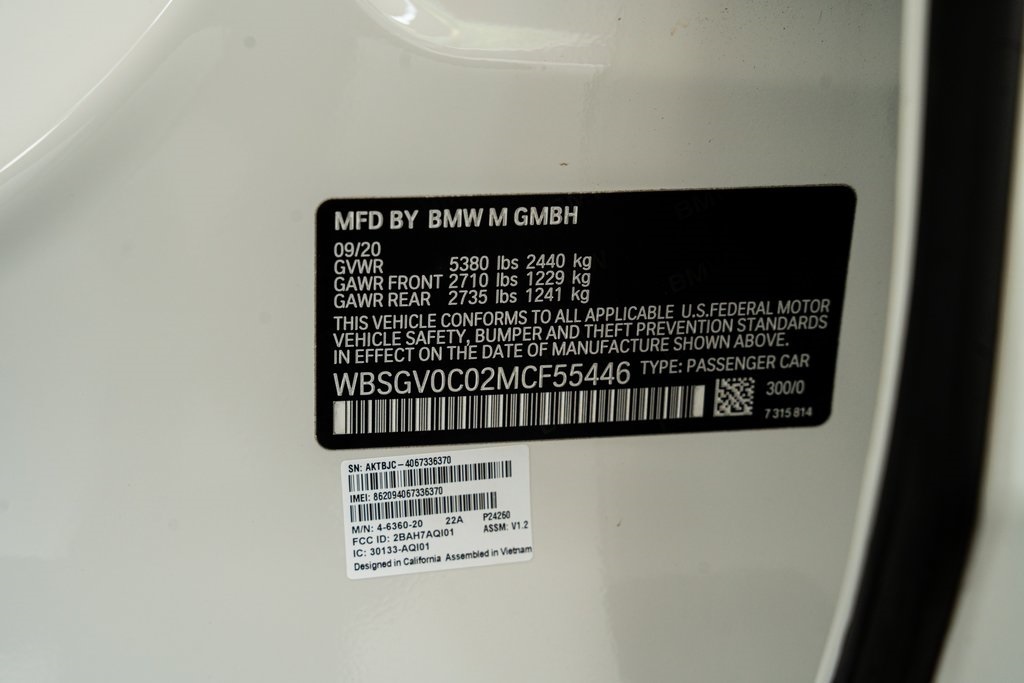 MFD BY BMW M GMBH
09/20
GVWR 5380 lbs 2440 kg
GAWR FRONT 2710 lbs 1229 kg
GAWR REAR 2735 lbs 1241 kg
THIS VEHICLE CONFORMS TO ALL APPLICABLE U.S.FEDERAL MOTOR
VEHICLE SAFETY, BUMPER AND THEFT PREVENTION STANDARDS
IN EFFECT ON THE DATE OF MANUFACTURE SHOWN ABOVE.
WBSGV0C02MCF55446 TYPE: PASSENGER CAR
300/0
7 315 814
SN: AKTBJC-4067336370
IMEI: 862094067336370
M/N: 4-6360-20 22A P24260
FCC ID: 2BAH7AQI01 ASSM: V1.2
IC: 30133-AQI01
Designed in California Assembled in Vietnam